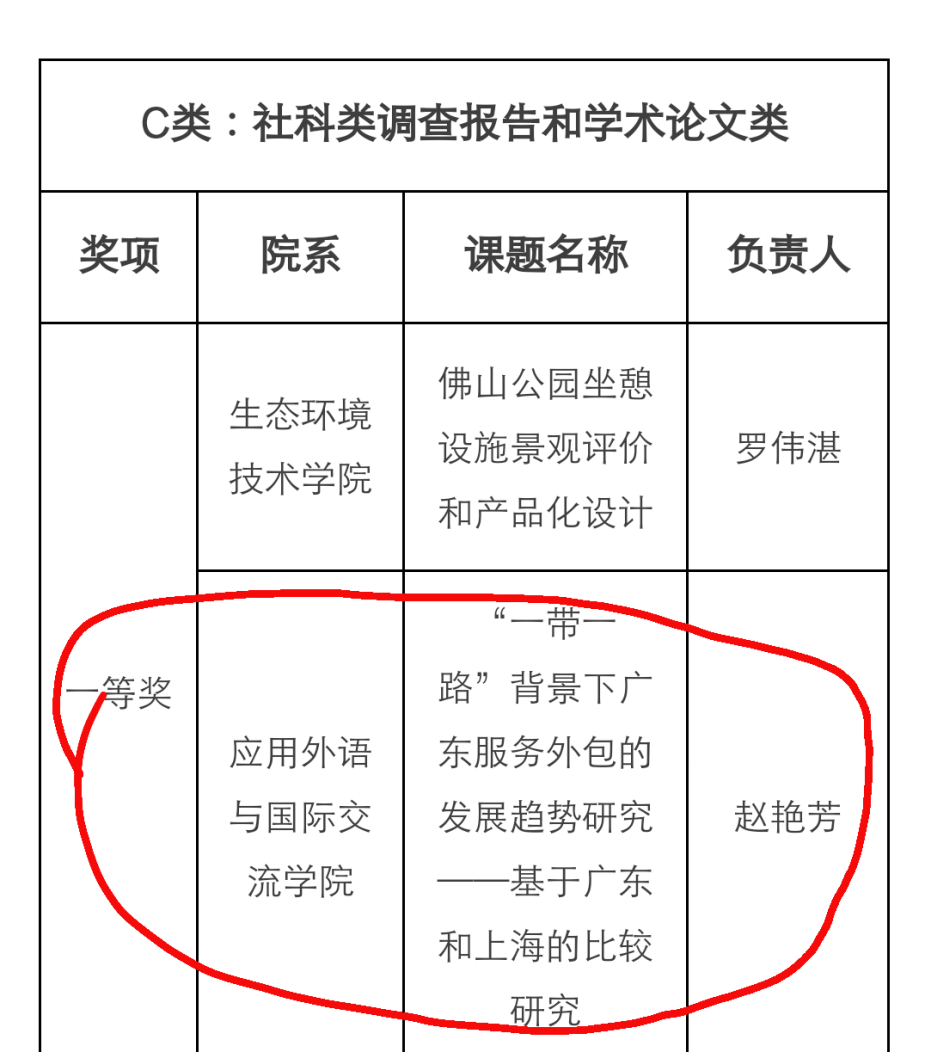 C类：社科类调查报告和学术论文类
奖项 院系 课题名称 负责人
一等奖
生态环境
技术学院
佛山公园坐憩
设施景观评价
和产品化设计
罗伟湛
应用外语
与国际交
流学院
“一带一
路”背景下广
东服务外包的
发展趋势研究
——基于广东
和上海的比较
研究
赵艳芳